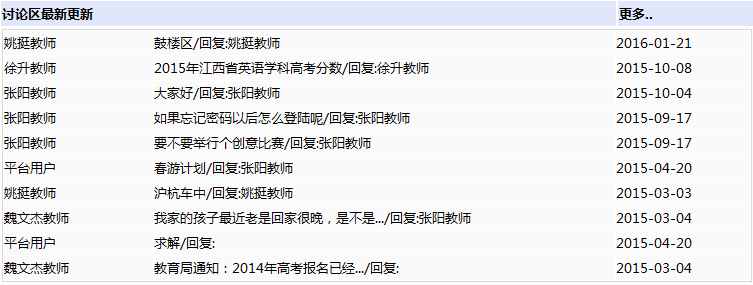 讨论区最新更新 更多..
姚挺教师 鼓楼区/回复:姚挺教师 2016-01-21
徐升教师 2015年江西省英语学科高考分数/回复:徐升教师 2015-10-08
张阳教师 大家好/回复:张阳教师 2015-10-04
张阳教师 如果忘记密码以后怎么登陆呢/回复:张阳教师 2015-09-17
张阳教师 要不要举行个创意比赛/回复:张阳教师 2015-09-17
平台用户 春游计划/回复:张阳教师 2015-04-20
姚挺教师 沪杭车中/回复:姚挺教师 2015-03-03
魏文杰教师 我家的孩子最近老是回家很晚，是不是.../回复:张阳教师 2015-03-04
平台用户 求解/回复: 2015-04-20
魏文杰教师 教育局通知：2014年高考报名已经.../回复: 2015-03-04